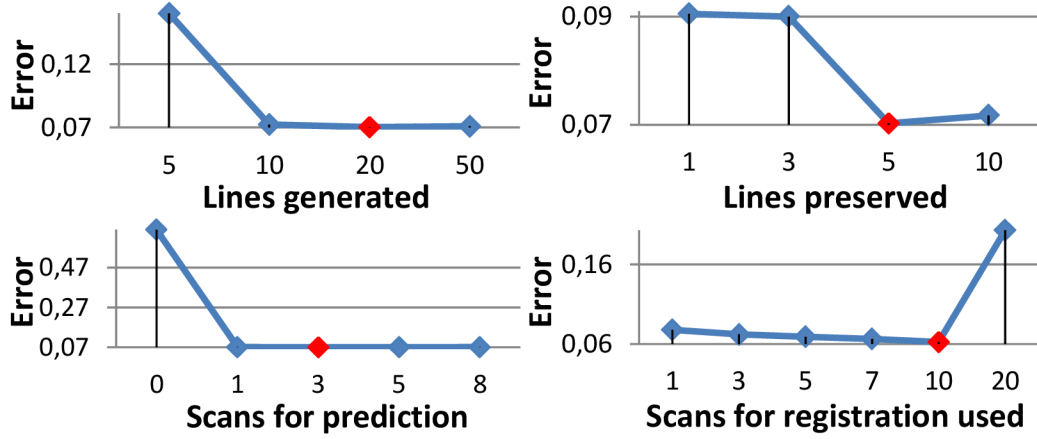 Error
0,12
0,07
5 10 20 50
Lines generated
Error
0,09
0,07
1 3 5 10
Lines preserved
Error
0,47
0,27
0,07
0 1 3 5 8
Scans for prediction
Error
0,16
0,06
1 3 5 7 10 20
Scans for registration used